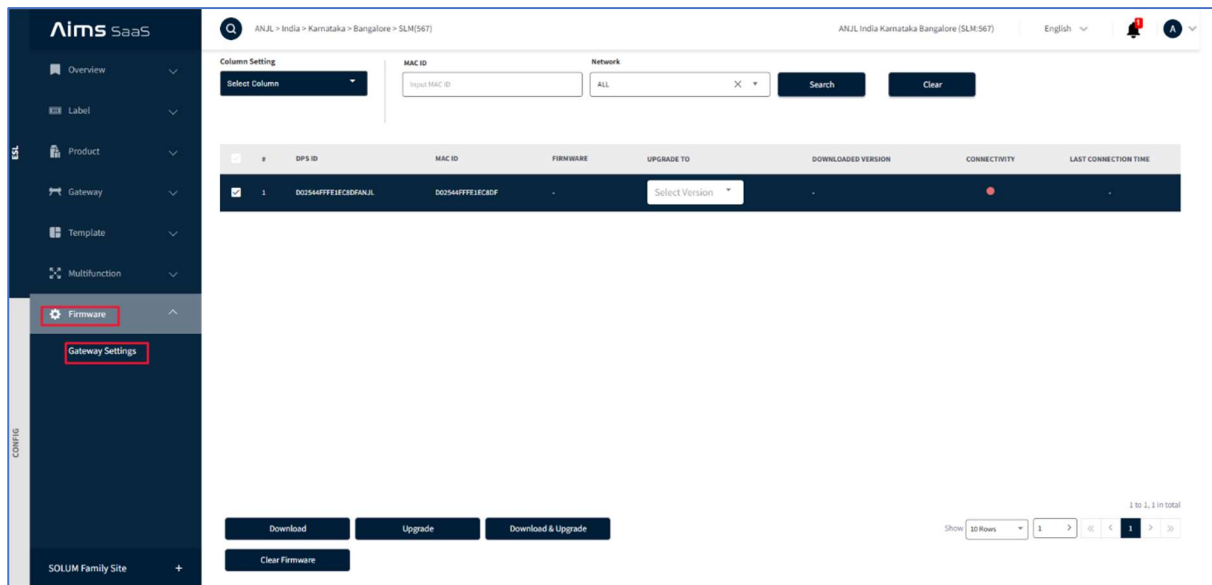 Aims SaaS
ANJL > India > Karnataka > Bangalore > SLM(567)
ANJL India Karnataka Bangalore (SLM:567)
English
1
A
ESL
CONFIG
Overview
Label
Product
Gateway
Template
Multifunction
Firmware
Gateway Settings
SOLUM Family Site +
Column Setting
Select Column
MAC ID
Input MAC ID
Network
ALL
Search
Clear
# DPS ID MAC ID FIRMWARE UPGRADE TO DOWNLOADED VERSION CONNECTIVITY LAST CONNECTION TIME
1 D02544FFFE1EC8DFANJL D02544FFFE1EC8DF - Select Version - -
1 to 1, 1 in total
Download Upgrade Download & Upgrade
Show 10 Rows 1 > « < 1 > »
Clear Firmware